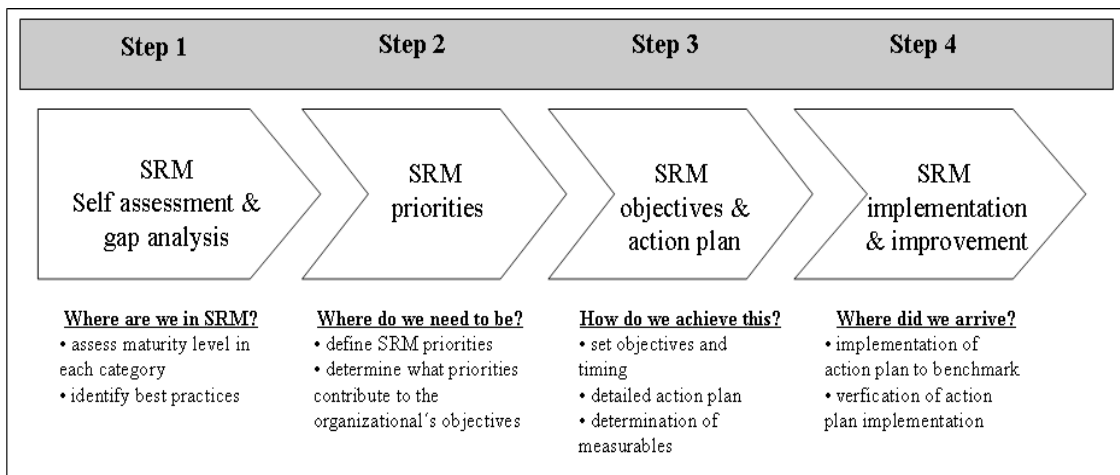 Step 1
Step 2
Step 3
Step 4
SRM
Self assessment &
gap analysis
SRM
priorities
SRM
objectives &
action plan
SRM
implementation
& improvement
Where are we in SRM?
• assess maturity level in
each category
• identify best practices
Where do we need to be?
• define SRM priorities
• determine what priorities
contribute to the
organizational´s objectives
How do we achieve this?
• set objectives and
timing
• detailed action plan
• determination of
measurables
Where did we arrive?
• implementation of
action plan to benchmark
• verfication of action
plan implementation